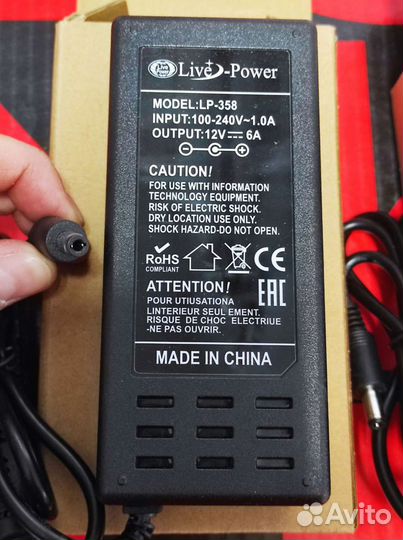 Live Power
Live-Power
MODEL:LP-358
INPUT:100-240V~1.0A
OUTPUT:12V 6A
CAUTION!
FOR USE WITH INFORMATION
TECHNOLOGY EQUIPMENT.
RISK OF ELECTRIC SHOCK.
DRY LOCATION USE ONLY.
SHOCK HAZARD-DO NOT OPEN.
RoHS
COMPLIANT
CE
ATTENTION!
POUR UTIUSATIONA
LINTERIEUR SEUL EMENT.
RISQUE DE CHOC ELECTRIUE
-NE PAS OUVRIR.
EAC
MADE IN CHINA
Avito